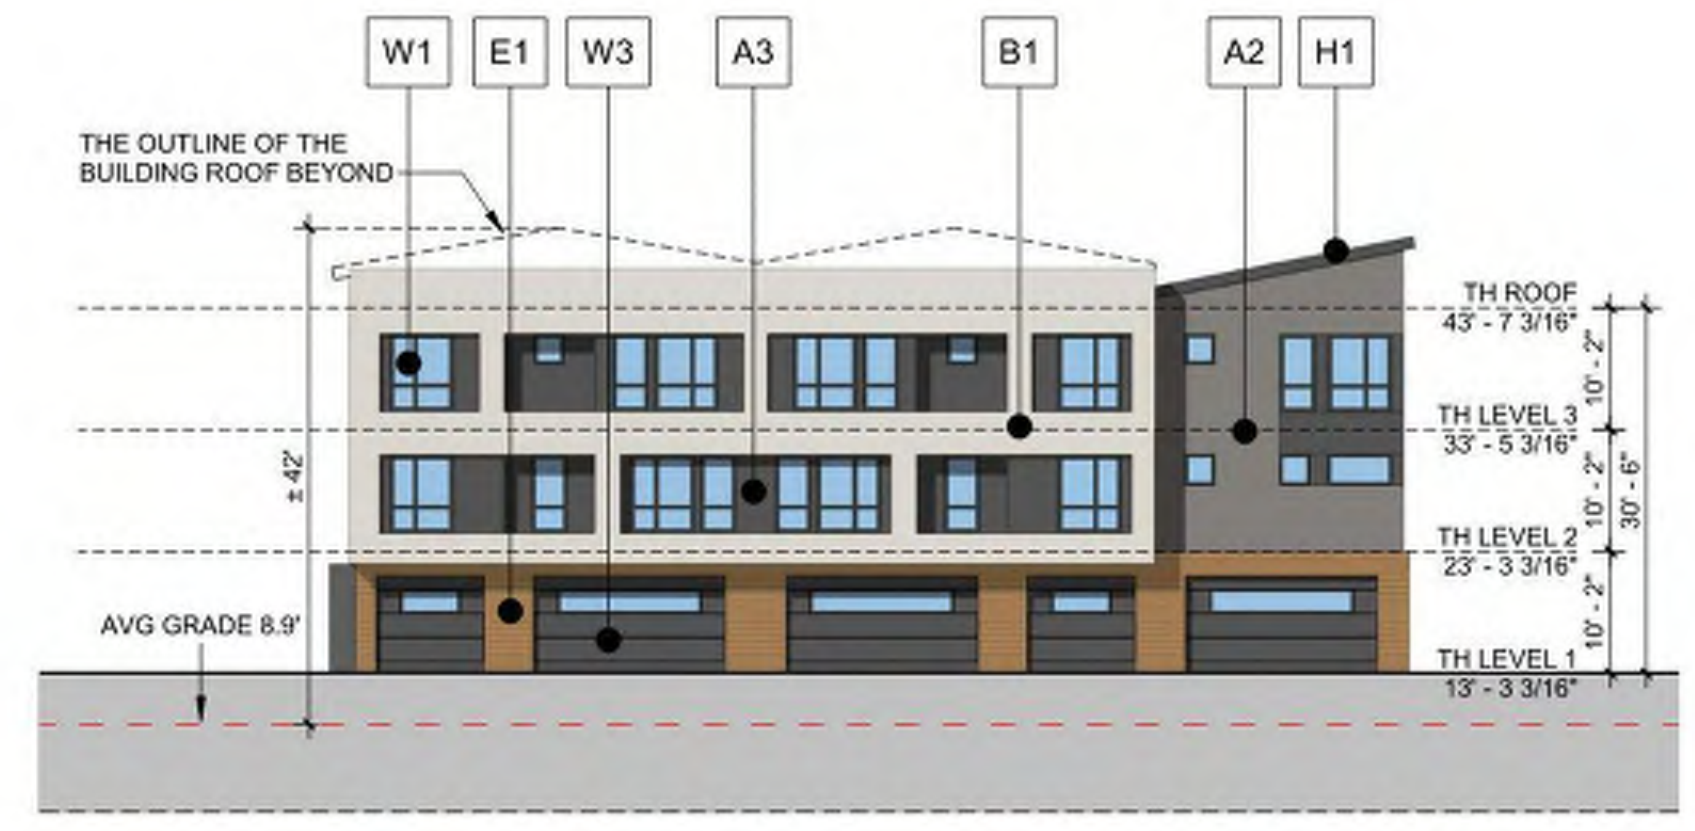 W1
E1
W3
A3
B1
A2
H1
THE OUTLINE OF THE
BUILDING ROOF BEYOND
TH ROOF
43' - 7 3/16"
10' - 2"
TH LEVEL 3
33' - 5 3/16"
± 42'
10' - 2"
30' - 6"
TH LEVEL 2
23' - 3 3/16"
10' - 2"
AVG GRADE 8.9'
TH LEVEL 1
13' - 3 3/16"